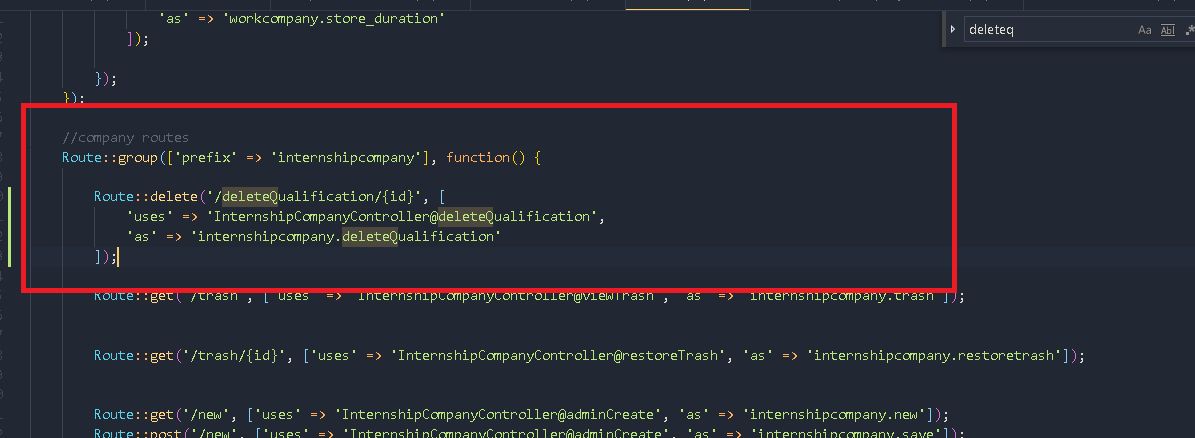 'as' => 'workcompany.store_duration'
]);
deleteq
Aa
Abl
});
});
//company routes
Route::group(['prefix' => 'internshipcompany'], function() {
Route::delete('/deleteQualification/{id}', [
'uses' => 'InternshipCompanyController@deleteQualification',
'as' => 'internshipcompany.deleteQualification'
]);
Route::get('/trash', ['uses' => 'InternshipCompanyController@viewTrash', 'as' => 'internshipcompany.trash']);
Route::get('/trash/{id}', ['uses' => 'InternshipCompanyController@restoreTrash', 'as' => 'internshipcompany.restoretrash']);
Route::get('/new', ['uses' => 'InternshipCompanyController@adminCreate', 'as' => 'internshipcompany.new']);
Route::post('/new', ['uses' => 'InternshipCompanyController@adminCreate', 'as' => 'internshipcompany.save']);